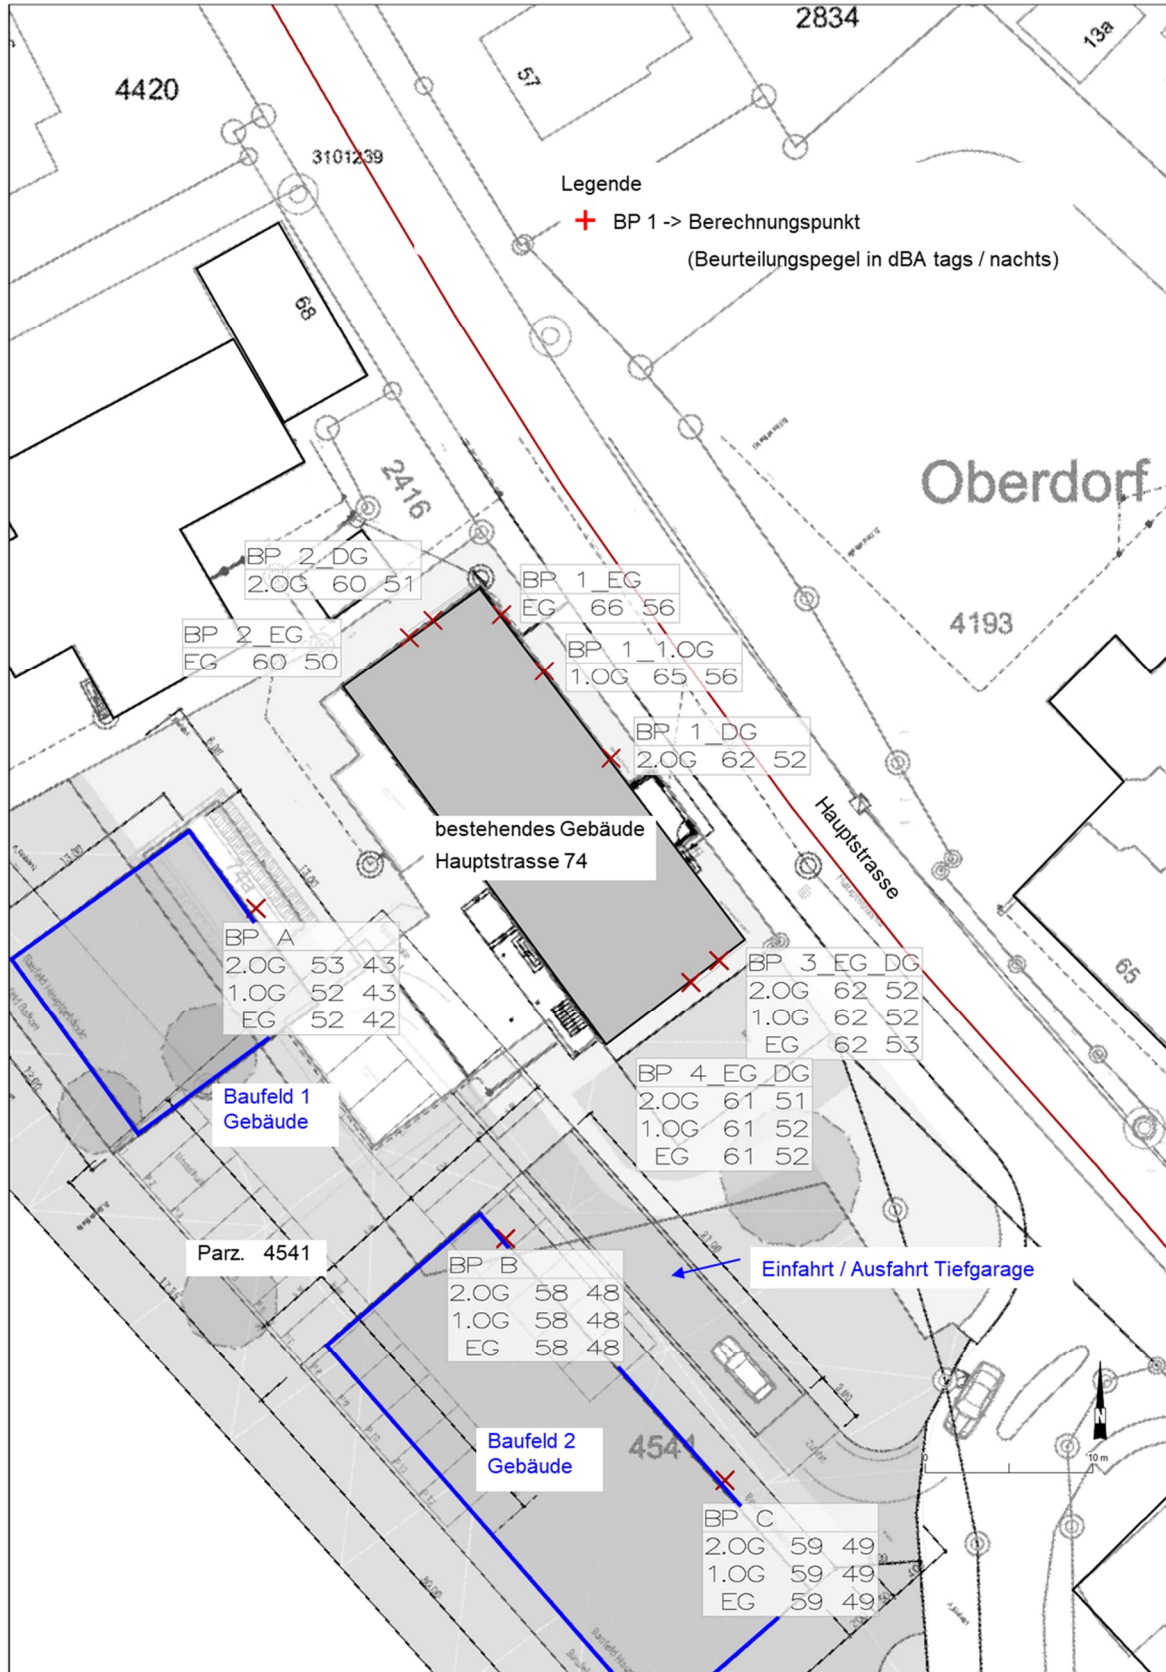 2834
13a
57
4420
3101239
Legende
+ BP 1 -> Berechnungspunkt
(Beurteilungspegel in dBA tags / nachts)
68
2416
Oberdorf
4193
BP 2_DG
2.OG 60 51
BP 1_EG
EG 66 56
BP 2_EG
EG 60 50
BP 1_1.OG
1.OG 65 56
BP 1_DG
2.OG 62 52
Hauptstrasse
bestehendes Gebäude
Hauptstrasse 74
65
13.00
BP A
2.OG 53 43
1.OG 52 43
EG 52 42
BP 3_EG_DG
2.OG 62 52
1.OG 62 52
EG 62 53
BP 4_EG_DG
2.OG 61 51
1.OG 61 52
EG 61 52
Baufeld 1
Gebäude
Parz. 4541
BP B
2.OG 58 48
1.OG 58 48
EG 58 48
Einfahrt / Ausfahrt Tiefgarage
N
0 10 m
Baufeld 2
Gebäude
4541
BP C
2.OG 59 49
1.OG 59 49
EG 59 49